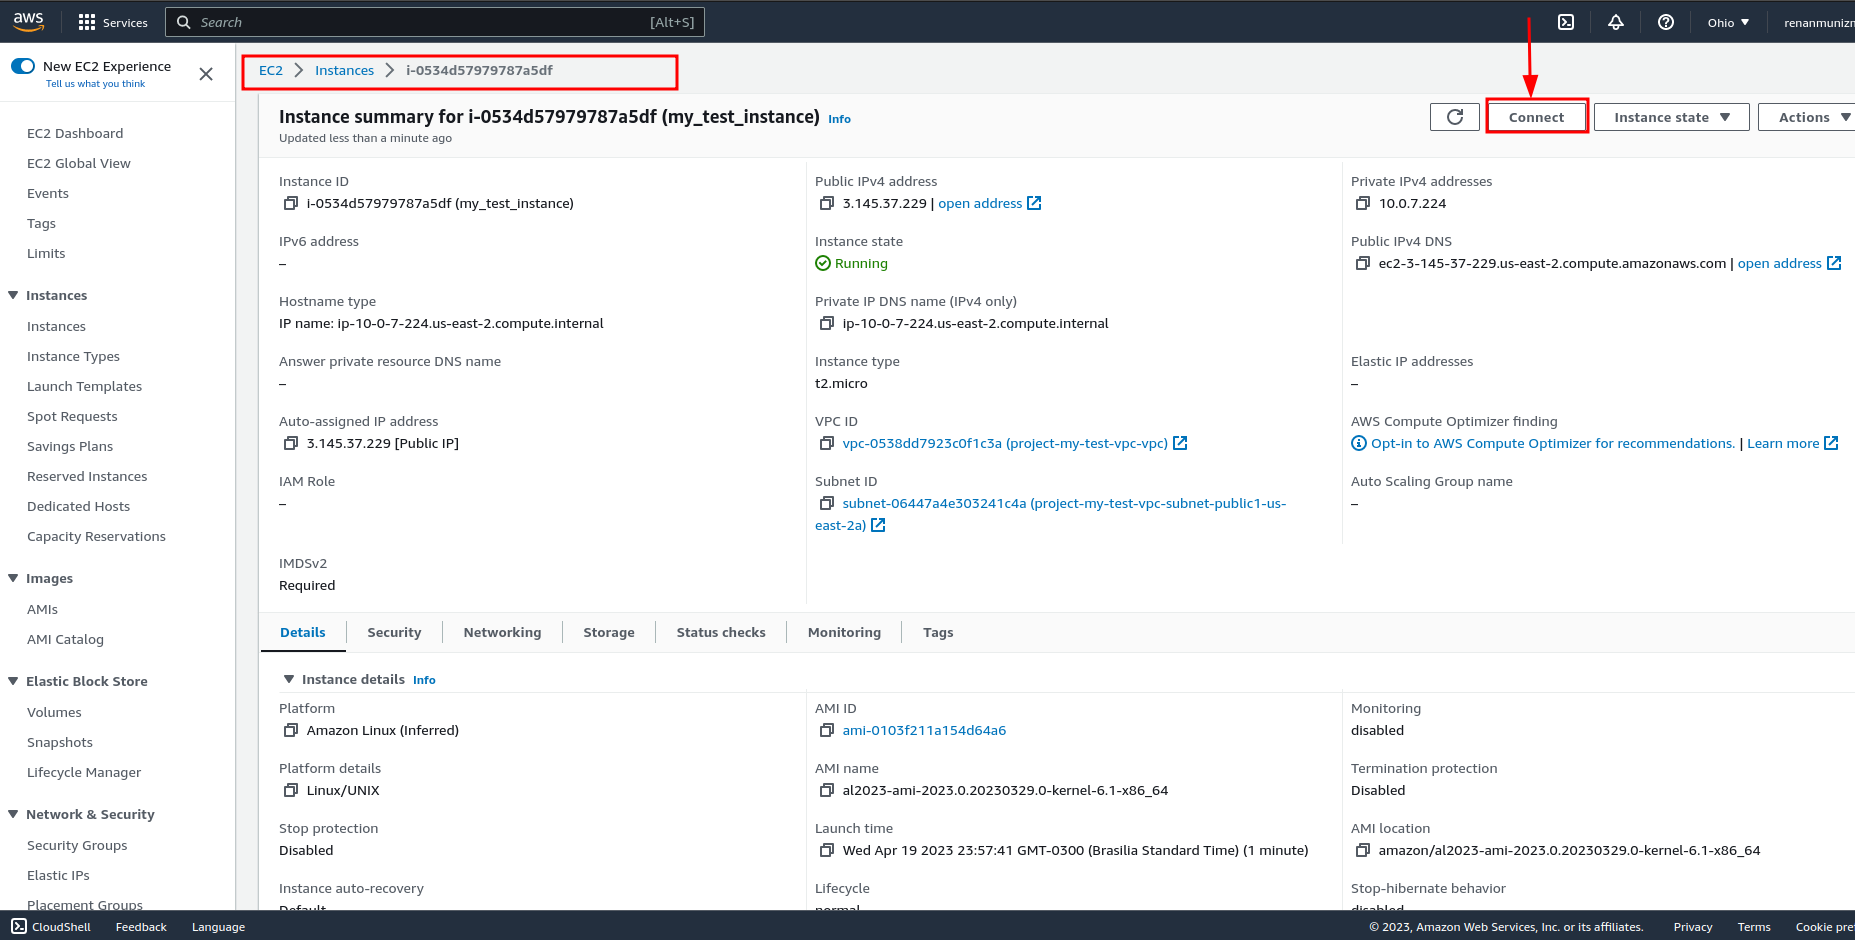 aws Services Search [Alt+S] Ohio renanmunizm
New EC2 Experience
Tell us what you think
EC2 Dashboard
EC2 Global View
Events
Tags
Limits
Instances
Instances
Instance Types
Launch Templates
Spot Requests
Savings Plans
Reserved Instances
Dedicated Hosts
Capacity Reservations
Images
AMIs
AMI Catalog
Elastic Block Store
Volumes
Snapshots
Lifecycle Manager
Network & Security
Security Groups
Elastic IPs
Placement Groups
EC2 Instances i-0534d57979787a5df
Instance summary for i-0534d57979787a5df (my_test_instance) Info
Updated less than a minute ago
Connect Instance state Actions
Instance ID
i-0534d57979787a5df (my_test_instance)
Public IPv4 address
3.145.37.229 | open address
Private IPv4 addresses
10.0.7.224
IPv6 address
–
Instance state
Running
Public IPv4 DNS
ec2-3-145-37-229.us-east-2.compute.amazonaws.com | open address
Hostname type
IP name: ip-10-0-7-224.us-east-2.compute.internal
Private IP DNS name (IPv4 only)
ip-10-0-7-224.us-east-2.compute.internal
Answer private resource DNS name
–
Instance type
t2.micro
Elastic IP addresses
–
Auto-assigned IP address
3.145.37.229 [Public IP]
VPC ID
vpc-0538dd7923c0f1c3a (project-my-test-vpc-vpc)
AWS Compute Optimizer finding
Opt-in to AWS Compute Optimizer for recommendations. | Learn more
IAM Role
–
Subnet ID
subnet-06447a4e303241c4a (project-my-test-vpc-subnet-public1-us-
east-2a)
Auto Scaling Group name
–
IMDSv2
Required
Details Security Networking Storage Status checks Monitoring Tags
Instance details Info
Platform
Amazon Linux (Inferred)
AMI ID
ami-0103f211a154d64a6
Monitoring
disabled
Platform details
Linux/UNIX
AMI name
al2023-ami-2023.0.20230329.0-kernel-6.1-x86_64
Termination protection
Disabled
Stop protection
Disabled
Launch time
Wed Apr 19 2023 23:57:41 GMT-0300 (Brasilia Standard Time) (1 minute)
AMI location
amazon/al2023-ami-2023.0.20230329.0-kernel-6.1-x86_64
Instance auto-recovery
Default
Lifecycle
normal
Stop-hibernate behavior
disabled
CloudShell Feedback Language © 2023, Amazon Web Services, Inc. or its affiliates. Privacy Terms Cookie pre